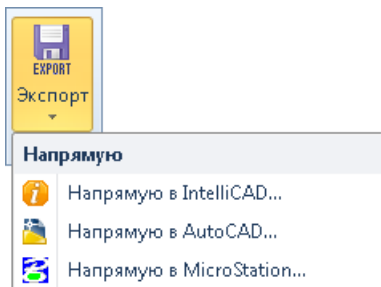 EXPORT
Экспорт
Напрямую
Напрямую в IntelliCAD...
Напрямую в AutoCAD...
Напрямую в MicroStation...